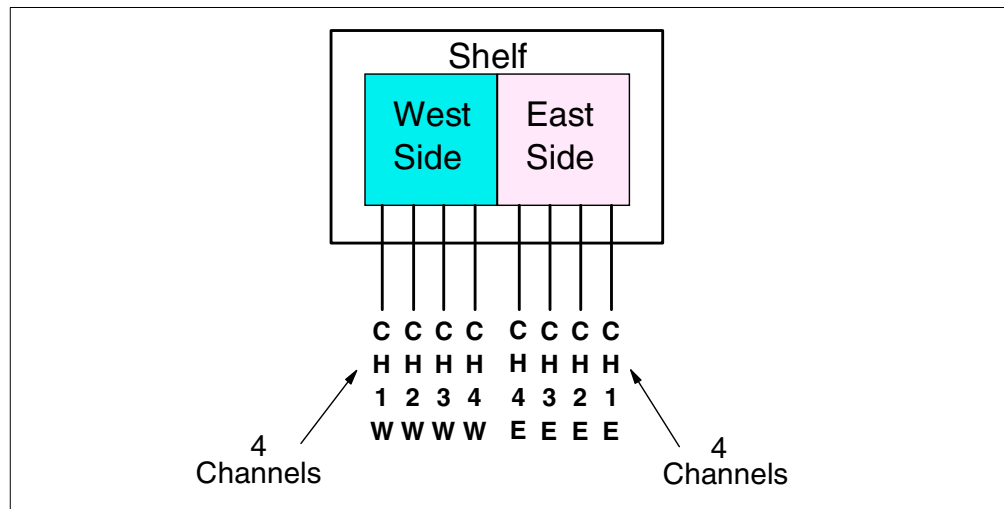 Shelf
West
Side
East
Side
C C C C C C C C
H H H H H H H H
1 2 3 4 4 3 2 1
W W W W E E E E
4
Channels
4
Channels